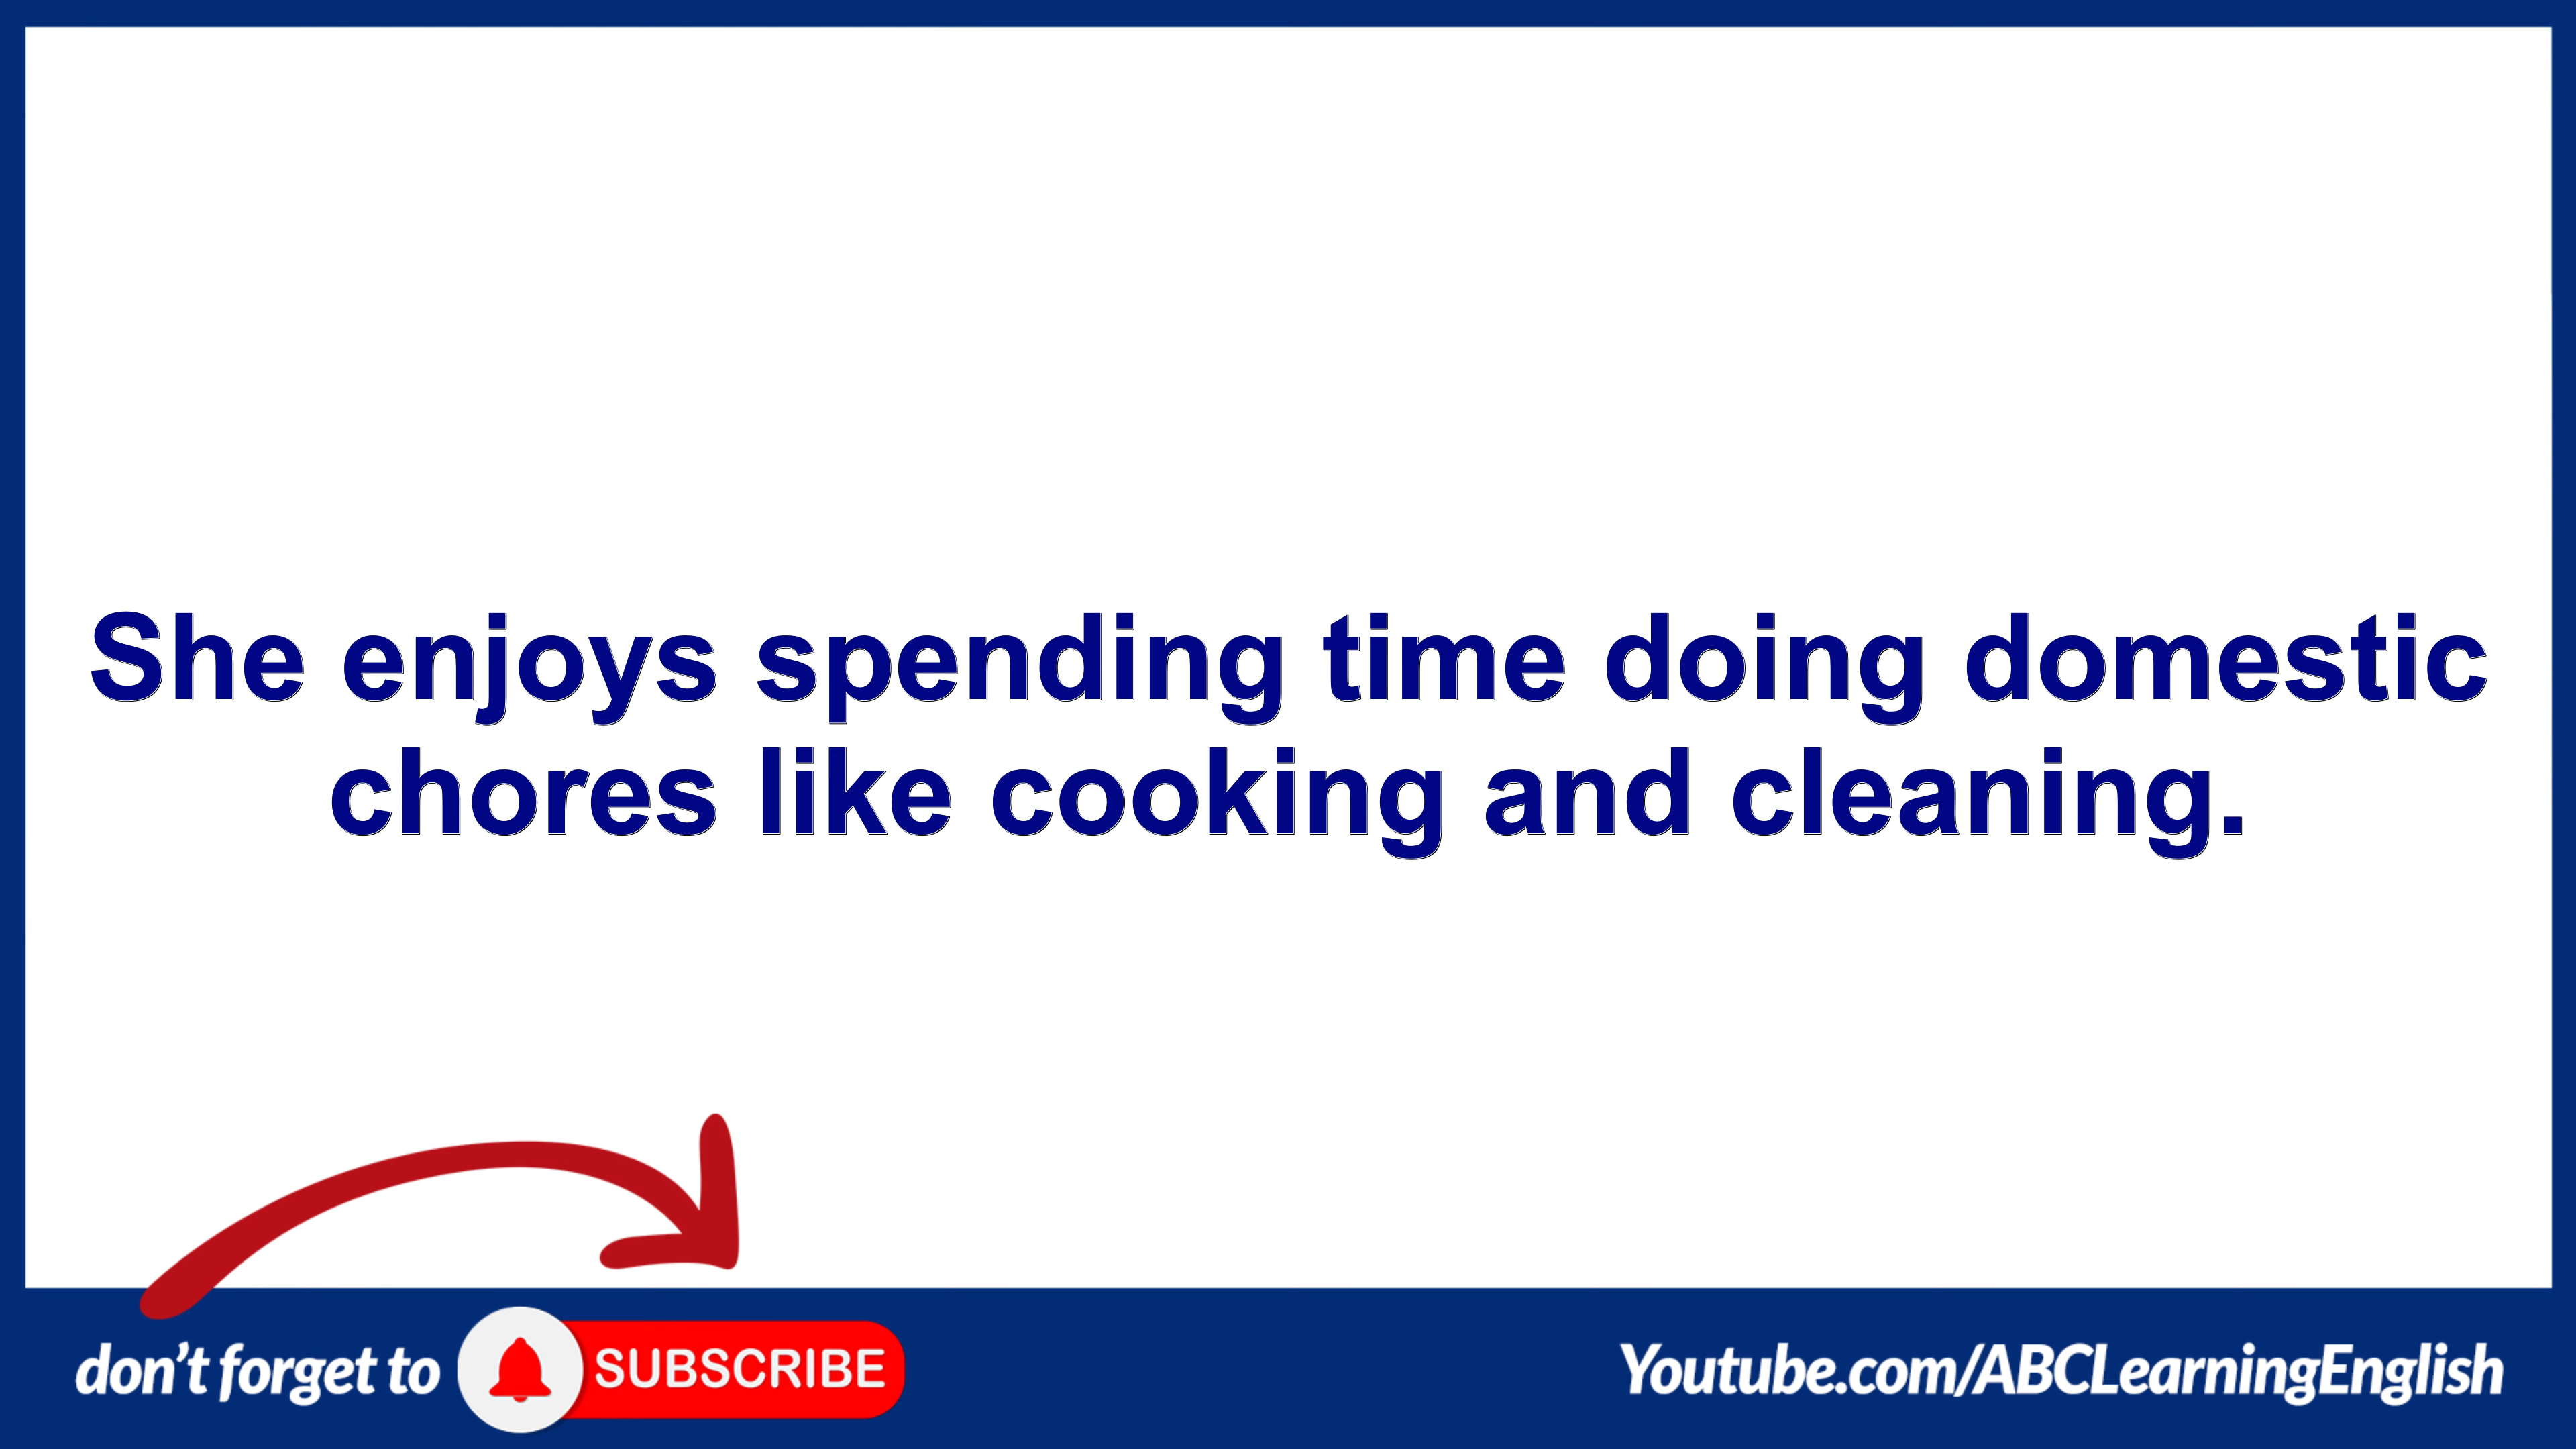 She enjoys spending time doing domestic
chores like cooking and cleaning.
don't forget to SUBSCRIBE
Youtube.com/ABCLearningEnglish